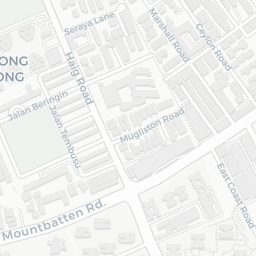 Seraya Lane
Marshall Road
Ceylon Road
ONG
ONG
Haig Road
Jalan Beringin
Jalan Tembusu
Mugliston Road
East Coast Road
Mountbatten Rd.